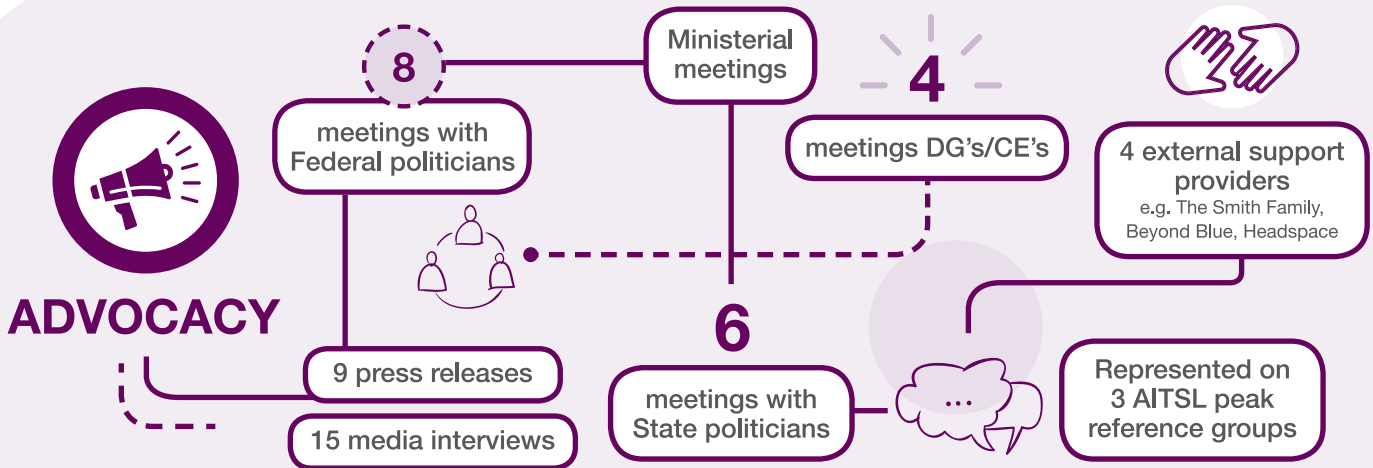 ADVOCACY
8
meetings with
Federal politicians
Ministerial
meetings
4
meetings DG's/CE's
4 external support
providers
e.g. The Smith Family,
Beyond Blue, Headspace
9 press releases
15 media interviews
6
meetings with
State politicians
...
Represented on
3 AITSL peak
reference groups